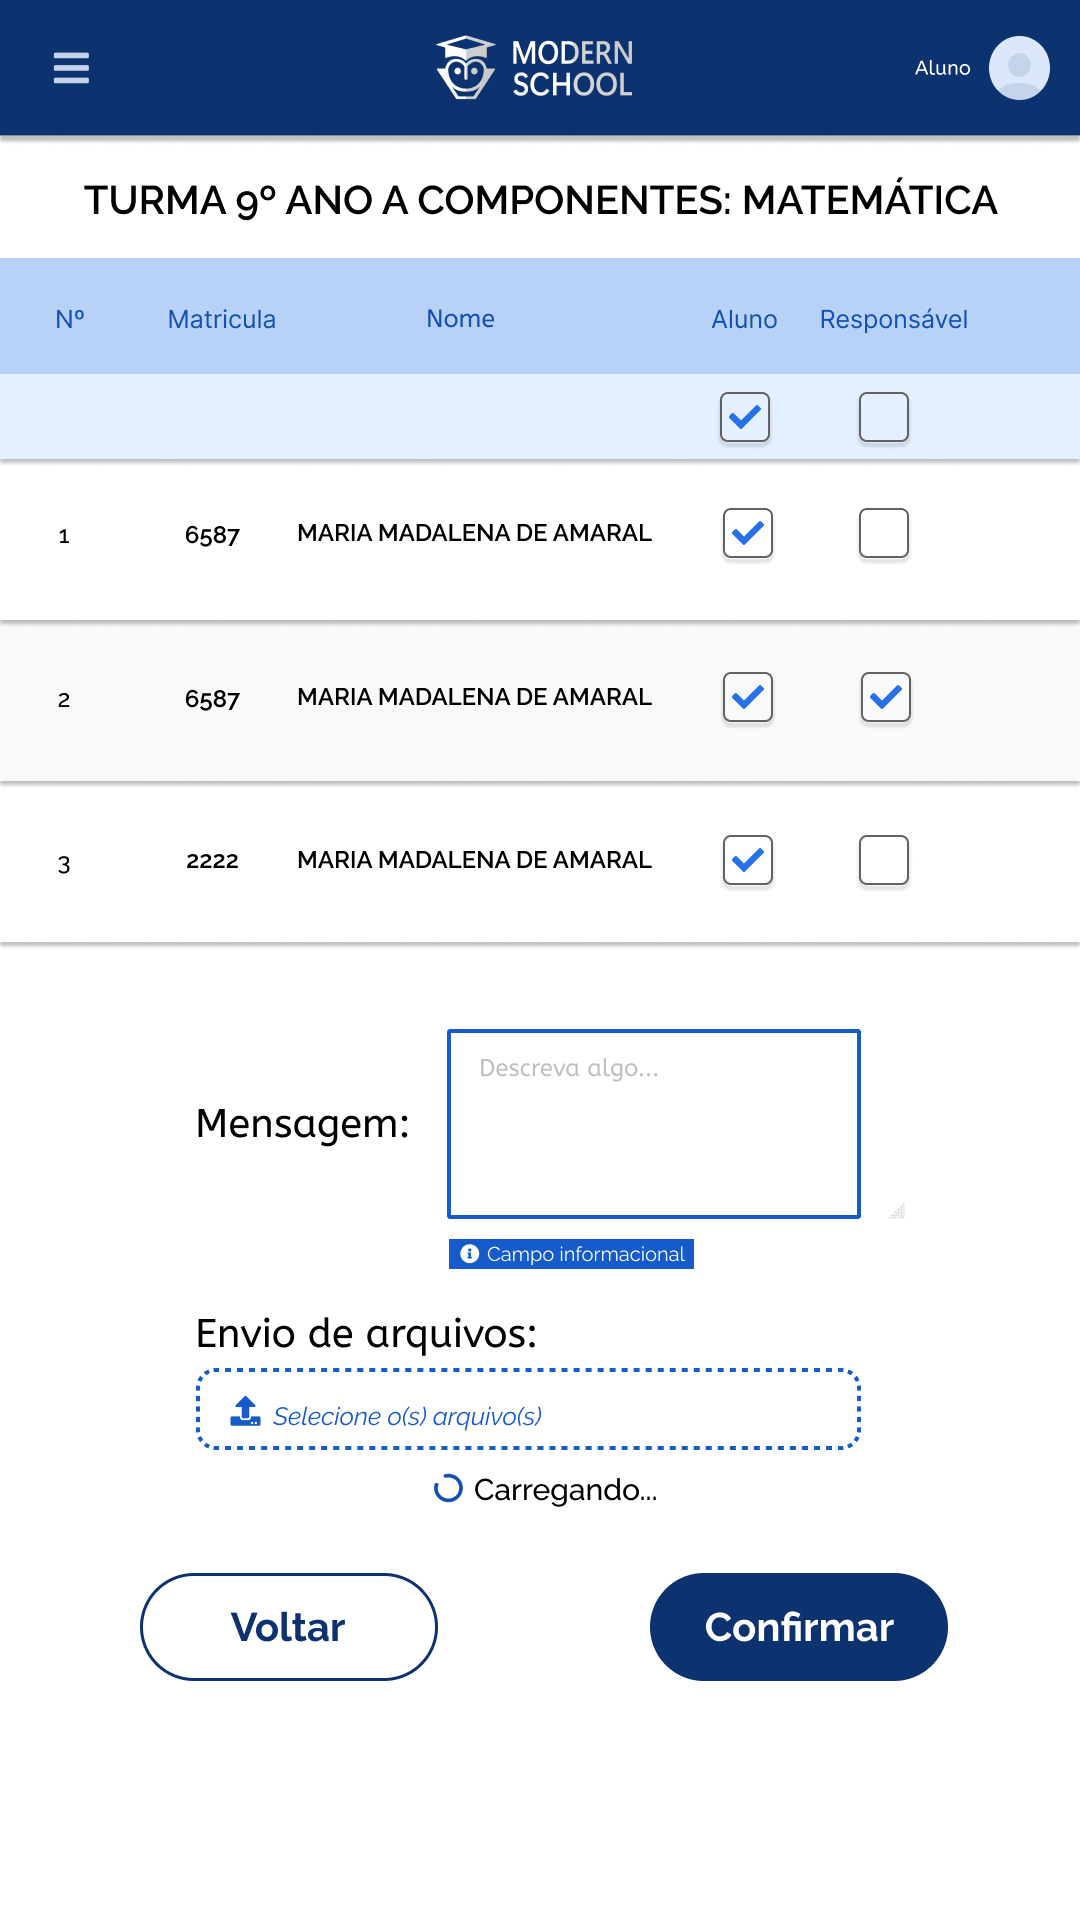 MODERN
SCHOOL
Aluno
TURMA 9º ANO A COMPONENTES: MATEMÁTICA
Nº Matricula Nome Aluno Responsável
1 6587 MARIA MADALENA DE AMARAL
2 6587 MARIA MADALENA DE AMARAL
3 2222 MARIA MADALENA DE AMARAL
Descreva algo...
Mensagem:
Campo informacional
Envio de arquivos:
Selecione o(s) arquivo(s)
Carregando...
Voltar Confirmar